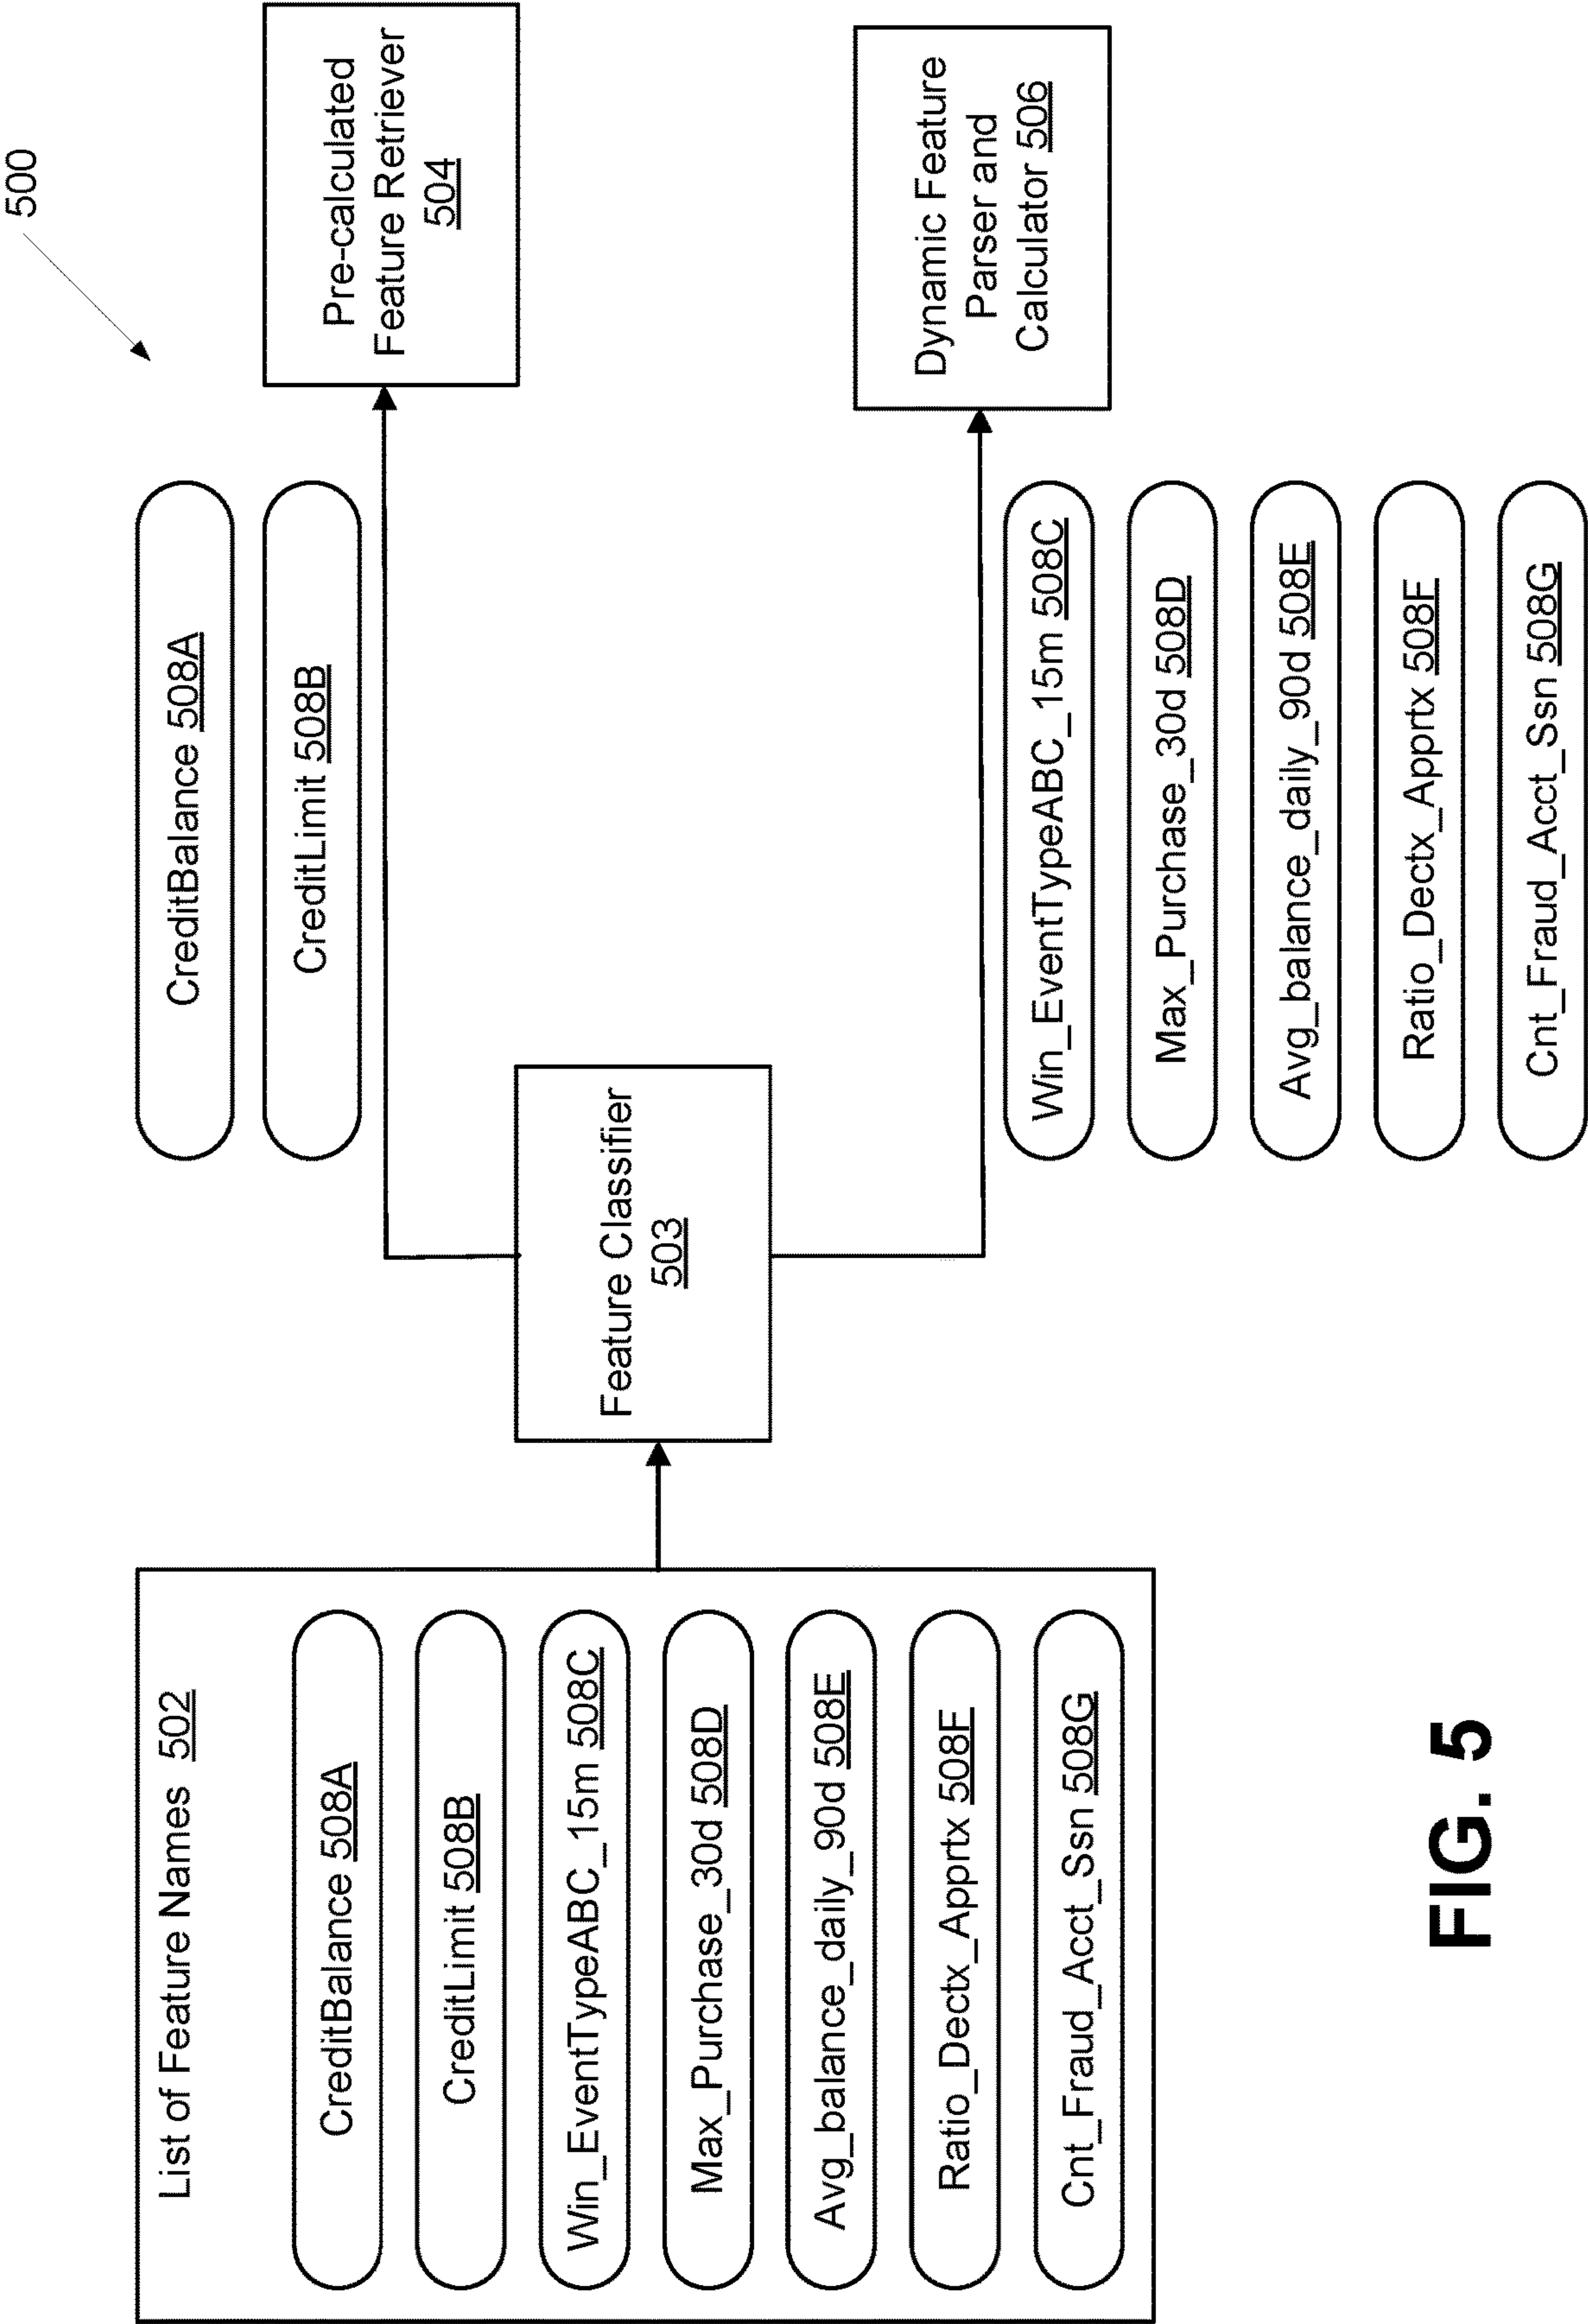 500
List of Feature Names 502
CreditBalance 508A
CreditLimit 508B
Win_EventTypeABC_15m 508C
Max_Purchase_30d 508D
Avg_balance_daily_90d 508E
Ratio_Dectx_Apprtx 508F
Cnt_Fraud_Acct_Ssn 508G
Feature Classifier
503
CreditBalance 508A
CreditLimit 508B
Pre-calculated
Feature Retriever
504
Dynamic Feature
Parser and
Calculator 506
Win_EventTypeABC_15m 508C
Max_Purchase_30d 508D
Avg_balance_daily_90d 508E
Ratio_Dectx_Apprtx 508F
Cnt_Fraud_Acct_Ssn 508G
FIG. 5